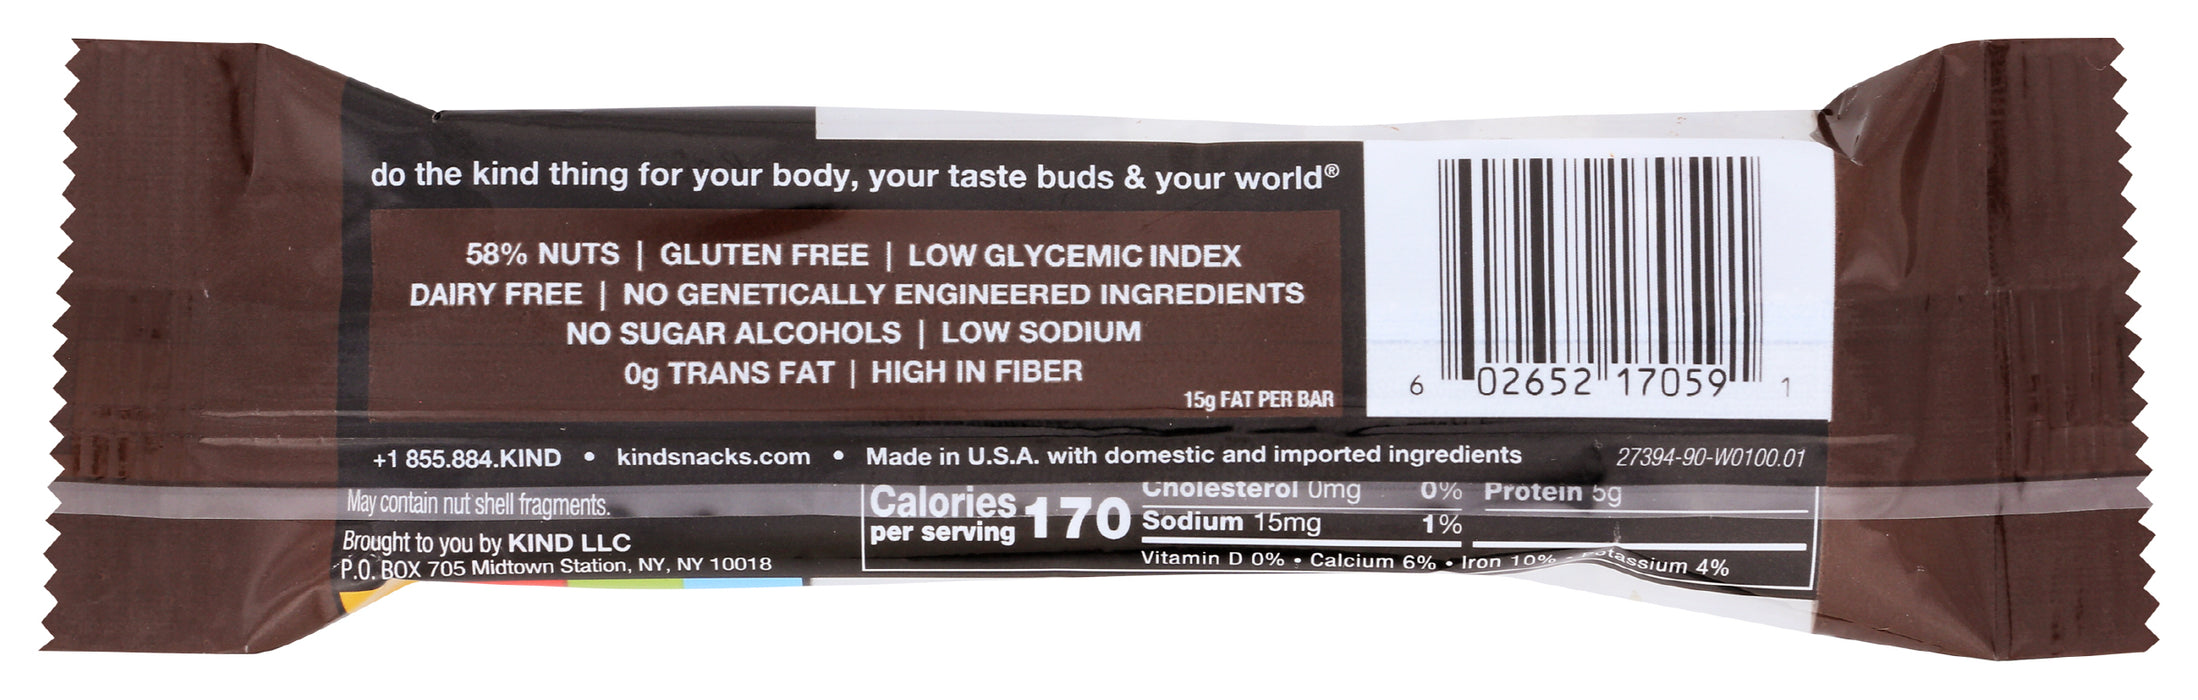 do the kind thing for your body, your taste buds & your world®
58% NUTS | GLUTEN FREE | LOW GLYCEMIC INDEX
DAIRY FREE | NO GENETICALLY ENGINEERED INGREDIENTS
NO SUGAR ALCOHOLS | LOW SODIUM
0g TRANS FAT | HIGH IN FIBER
15g FAT PER BAR
6 02652 17059 1
+1 855.884.KIND • kindsnacks.com • Made in U.S.A. with domestic and imported ingredients
27394-90-W0100.01
May contain nut shell fragments.
Brought to you by KIND LLC
P.O. BOX 705 Midtown Station, NY, NY 10018
Calories
per serving 170
Cholesterol 0mg 0%
Protein 5g
Sodium 15mg 1%
Vitamin D 0% • Calcium 6% • Iron 10% • Potassium 4%